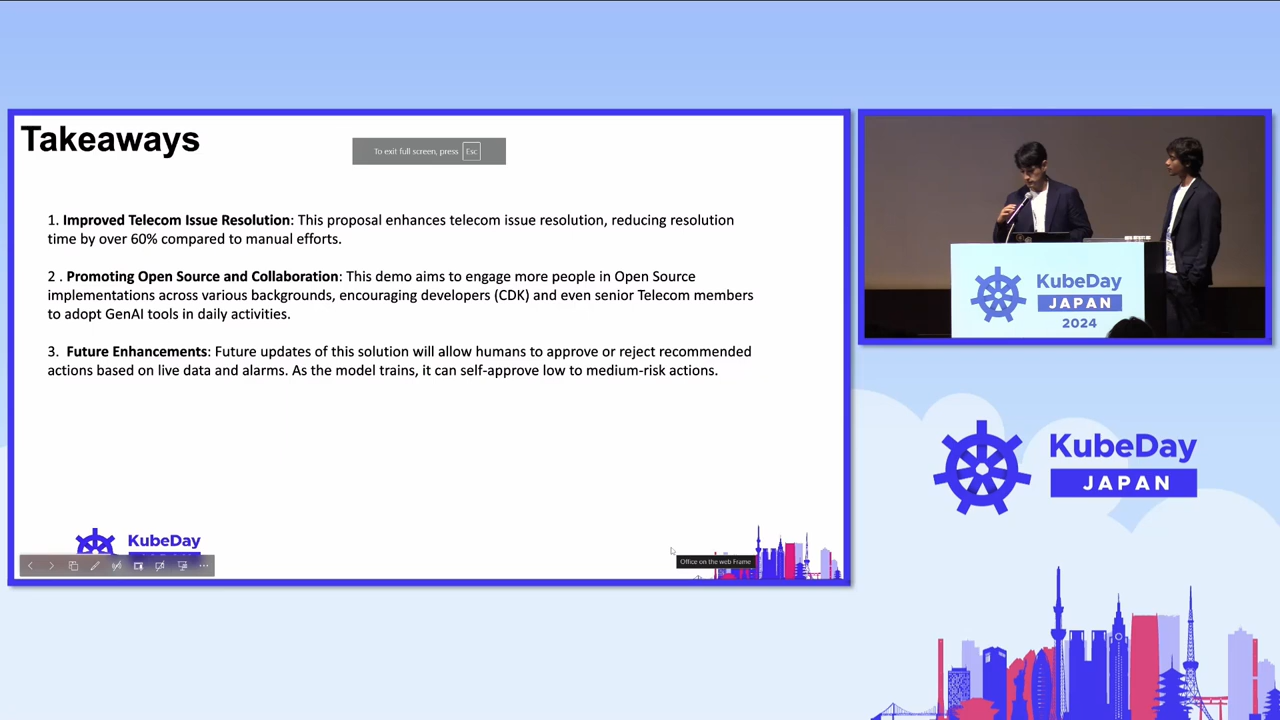 Takeaways
To exit full screen, press Esc
1. Improved Telecom Issue Resolution: This proposal enhances telecom issue resolution, reducing resolution
time by over 60% compared to manual efforts.
2 . Promoting Open Source and Collaboration: This demo aims to engage more people in Open Source
implementations across various backgrounds, encouraging developers (CDK) and even senior Telecom members
to adopt GenAI tools in daily activities.
3. Future Enhancements: Future updates of this solution will allow humans to approve or reject recommended
actions based on live data and alarms. As the model trains, it can self-approve low to medium-risk actions.
KubeDay
Office on the web Frame
KubeDay
JAPAN
2024
KubeDay
JAPAN